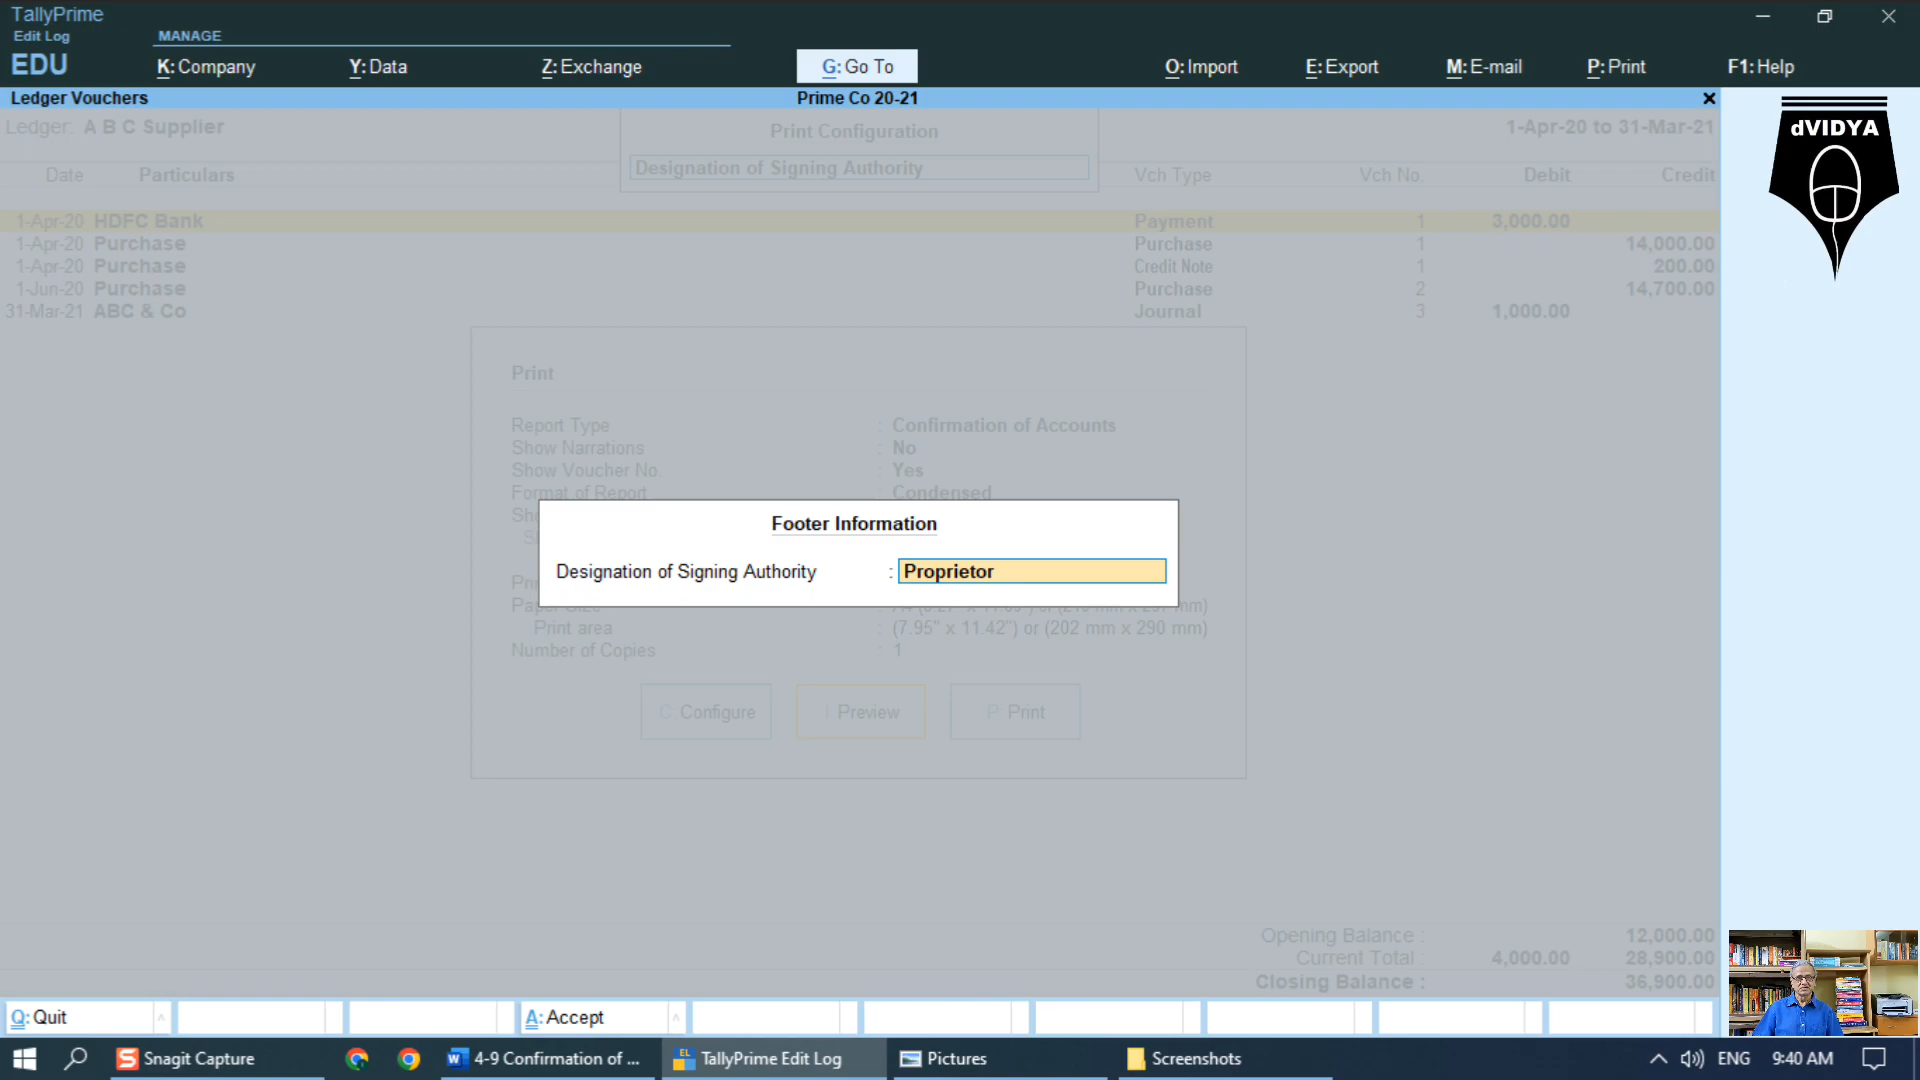 TallyPrime
Edit Log
EDU
MANAGE
K: Company
Y: Data
Z: Exchange
G: Go To
O: Import
E: Export
M: E-mail
P: Print
F1: Help
Ledger Vouchers
Prime Co 20-21
Ledger: A B C Supplier
1-Apr-20 to 31-Mar-21
Print Configuration
Designation of Signing Authority
Date Particulars Vch Type Vch No. Debit Credit
1-Apr-20 HDFC Bank Payment 1 3,000.00
1-Apr-20 Purchase Purchase 1 14,000.00
1-Apr-20 Purchase Credit Note 1 200.00
1-Jun-20 Purchase Purchase 2 14,700.00
31-Mar-21 ABC & Co Journal 3 1,000.00
Print
Report Type : Confirmation of Accounts
Show Narrations : No
Show Voucher No. : Yes
Format of Report : Condensed
Footer Information
Designation of Signing Authority : Proprietor
Print area : (7.95" x 11.42") or (202 mm x 290 mm)
Number of Copies : 1
C: Configure
I: Preview
P: Print
Opening Balance : 12,000.00
Current Total : 4,000.00 28,900.00
Closing Balance : 36,900.00
Q: Quit
A: Accept
dVIDYA
Snagit Capture
4-9 Confirmation of ...
TallyPrime Edit Log
Pictures
Screenshots
ENG
9:40 AM